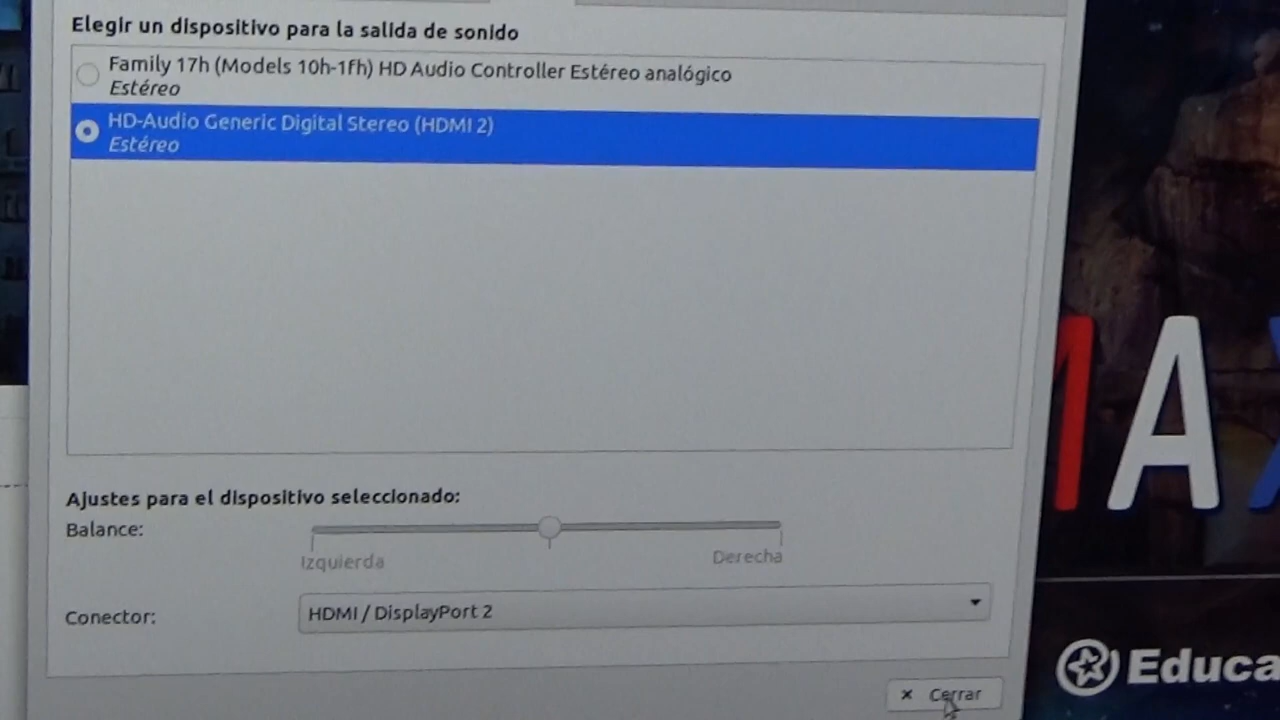 Elegir un dispositivo para la salida de sonido
Family 17h (Models 10h-1fh) HD Audio Controller Estéreo analógico
Estéreo
HD-Audio Generic Digital Stereo (HDMI 2)
Estéreo
MAX
Ajustes para el dispositivo seleccionado:
Balance:
Izquierda
Derecha
Conector:
HDMI / DisplayPort 2
Educa
Cerrar